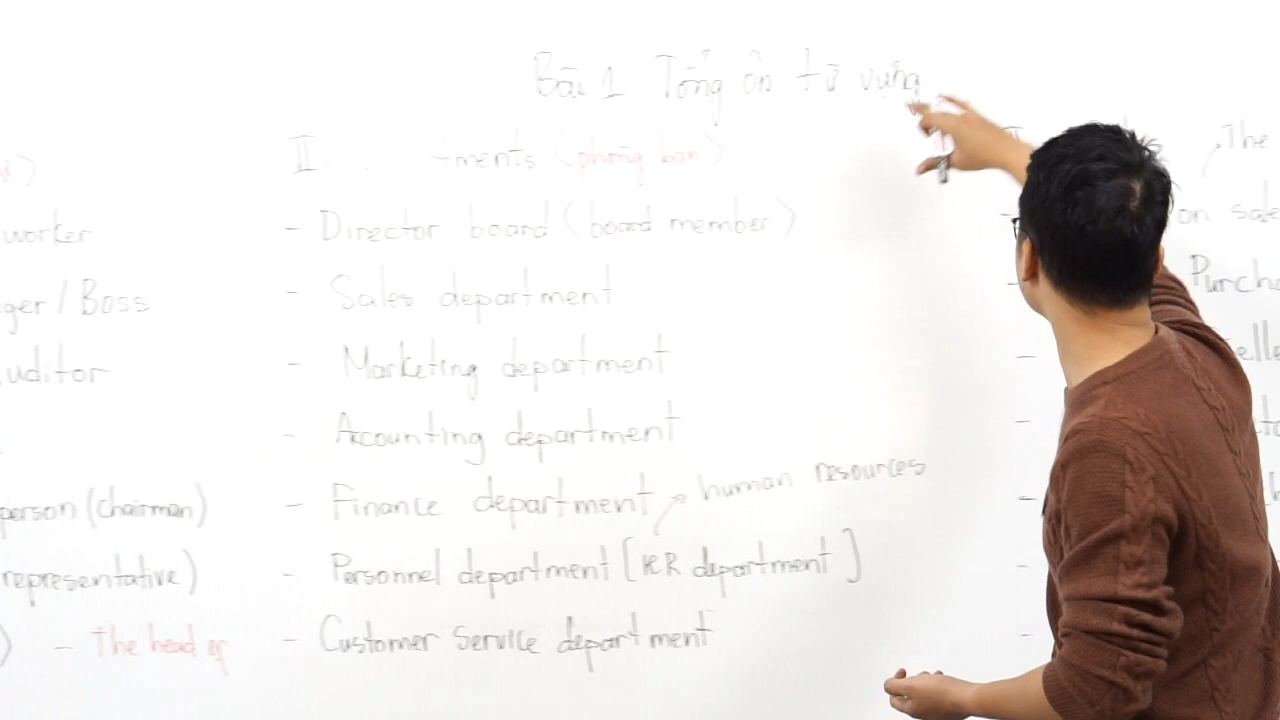 Bài 1: Tổng ôn từ vựng
worker
ger / Boss
uditor
person (chairman)
representative)
- The head of
II. -ments (phòng ban)
- Director board (board member)
- Sales department
- Marketing department
- Accounting department
- Finance department
human resources
- Personnel department [HR department]
- Customer Service department
The
on sale
Purcha